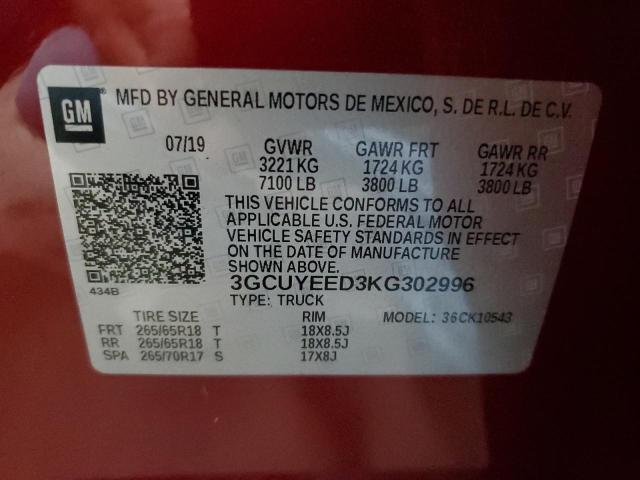 GM MFD BY GENERAL MOTORS DE MEXICO, S. DE R.L. DE C.V.
07/19 GVWR GAWR FRT GAWR RR
3221 KG 1724 KG 1724 KG
7100 LB 3800 LB 3800 LB
THIS VEHICLE CONFORMS TO ALL
APPLICABLE U.S. FEDERAL MOTOR
VEHICLE SAFETY STANDARDS IN EFFECT
ON THE DATE OF MANUFACTURE
SHOWN ABOVE.
434B 3GCUYEED3KG302996
TYPE: TRUCK
TIRE SIZE RIM MODEL: 36CK10543
FRT 265/65R18 T 18X8.5J
RR 265/65R18 T 18X8.5J
SPA 265/70R17 S 17X8J